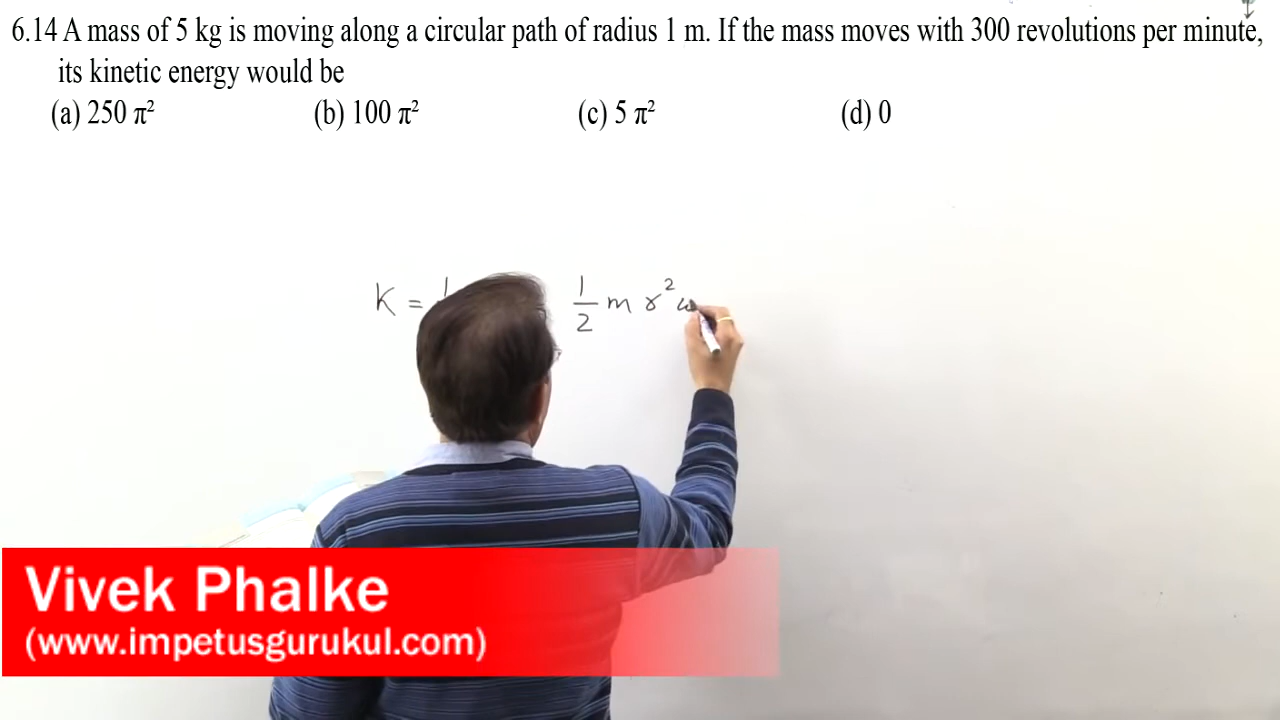 6.14 A mass of 5 kg is moving along a circular path of radius 1 m. If the mass moves with 300 revolutions per minute,
its kinetic energy would be
(a) 250 π² (b) 100 π² (c) 5 π² (d) 0
K = 1 1/2 m r² ω
Vivek Phalke
(www.impetusgurukul.com)